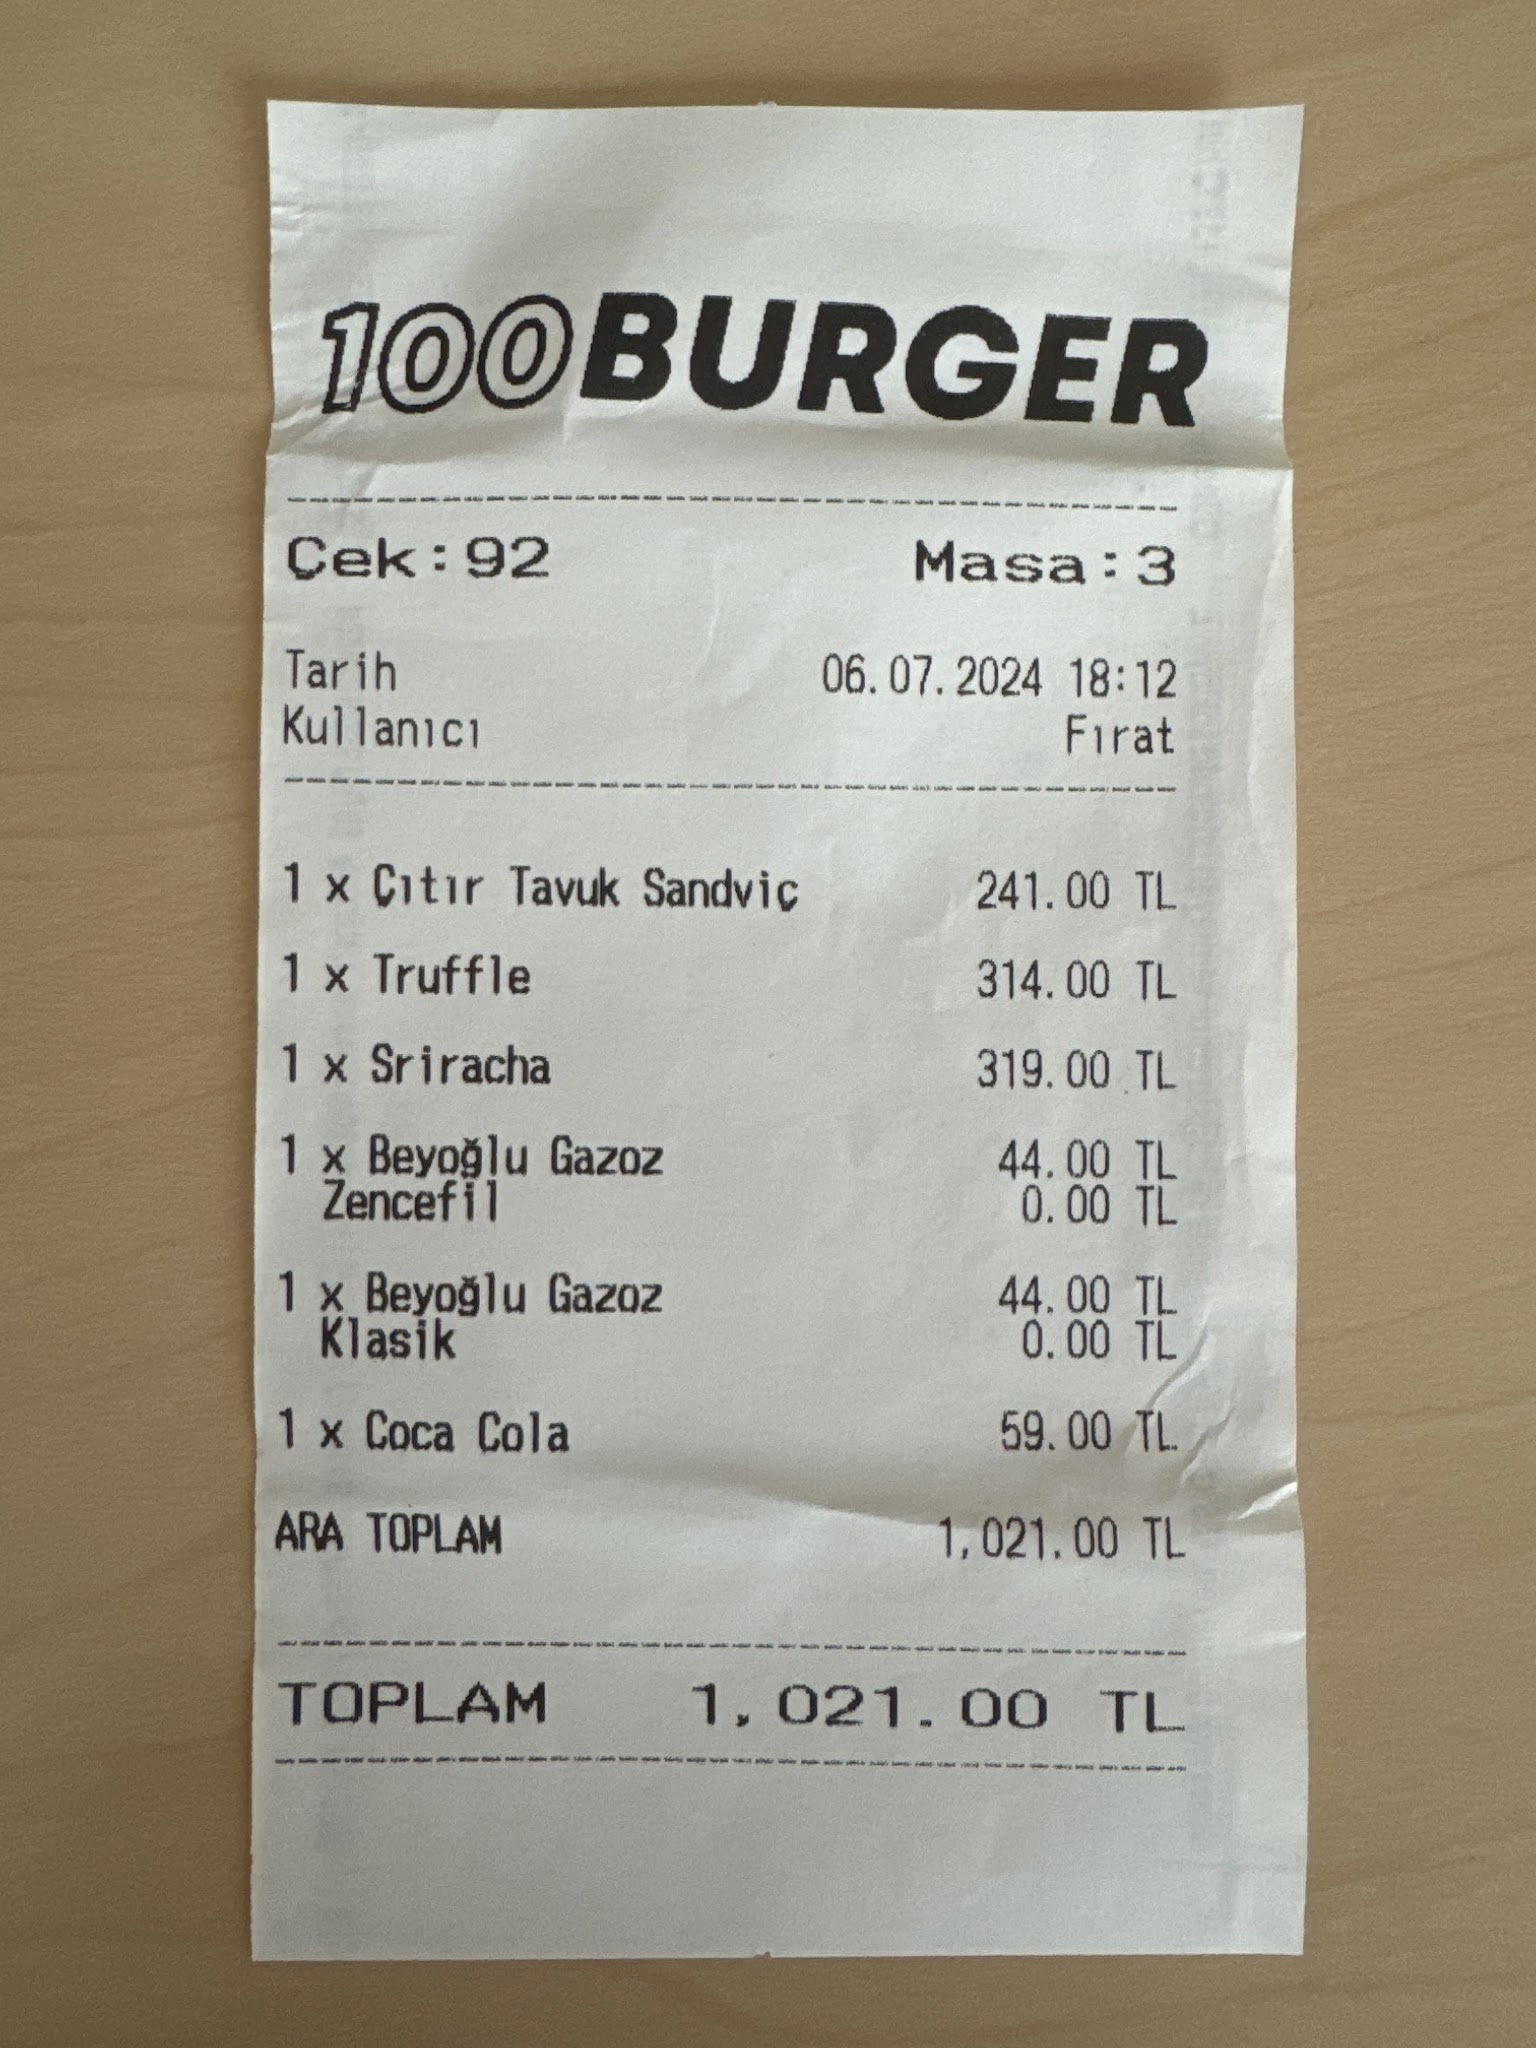 100BURGER
Çek:92 Masa:3
Tarih 06.07.2024 18:12
Kullanıcı Fırat
1 x Çıtır Tavuk Sandviç 241.00 TL
1 x Truffle 314.00 TL
1 x Sriracha 319.00 TL
1 x Beyoğlu Gazoz 44.00 TL
Zencefil 0.00 TL
1 x Beyoğlu Gazoz 44.00 TL
Klasik 0.00 TL
1 x Coca Cola 59.00 TL
ARA TOPLAM 1,021.00 TL
TOPLAM 1,021.00 TL